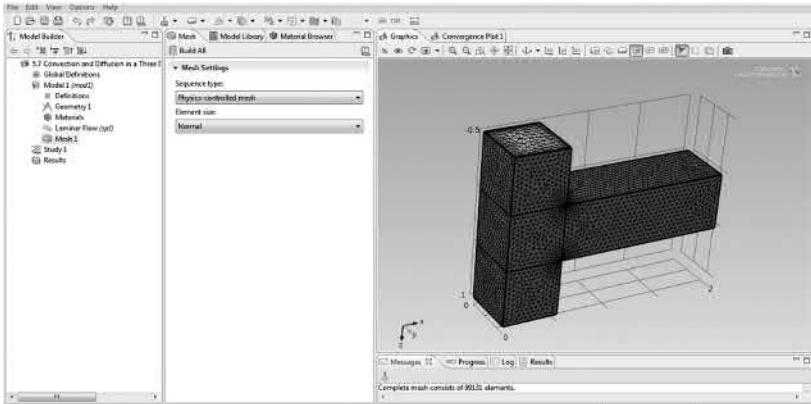 File Edit View Options Help
Model Builder
5.7 Convection and Diffusion in a Three D
Global Definitions
Model 1 (mod1)
Definitions
Geometry 1
Materials
Laminar Flow (spf)
Mesh 1
Study 1
Results
Mesh
Model Library
Material Browser
Build All
Mesh Settings
Sequence type:
Physics-controlled mesh
Element size:
Normal
Graphics
Convergence Plot 1
-0.5
2
1
0
0
x
y
z
Messages
Progress
Log
Results
Complete mesh consists of 99131 elements.